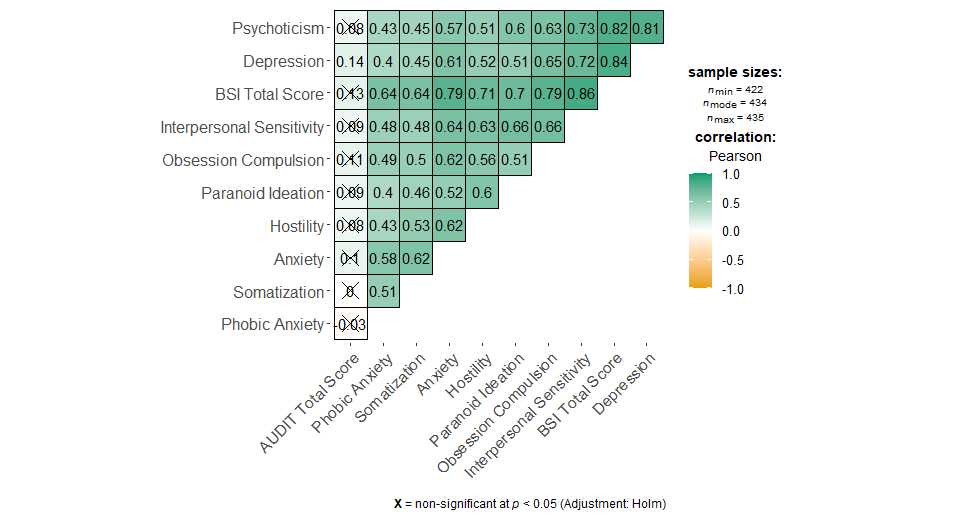 Psychoticism 0.08 0.43 0.45 0.57 0.51 0.6 0.63 0.73 0.82 0.81
Depression 0.14 0.4 0.45 0.61 0.52 0.51 0.65 0.72 0.84
BSI Total Score 0.13 0.64 0.64 0.79 0.71 0.7 0.79 0.86
Interpersonal Sensitivity 0.09 0.48 0.48 0.64 0.63 0.66 0.66
Obsession Compulsion 0.11 0.49 0.5 0.62 0.56 0.51
Paranoid Ideation 0.09 0.4 0.46 0.52 0.6
Hostility 0.08 0.43 0.53 0.62
Anxiety 0.1 0.58 0.62
Somatization 0 0.51
Phobic Anxiety -0.03
AUDIT Total Score
Phobic Anxiety
Somatization
Anxiety
Hostility
Paranoid Ideation
Obsession Compulsion
Interpersonal Sensitivity
BSI Total Score
Depression
sample sizes:
n min = 422
n mode = 434
n max = 435
correlation:
Pearson
1.0
0.5
0.0
-0.5
-1.0
X = non-significant at p < 0.05 (Adjustment: Holm)